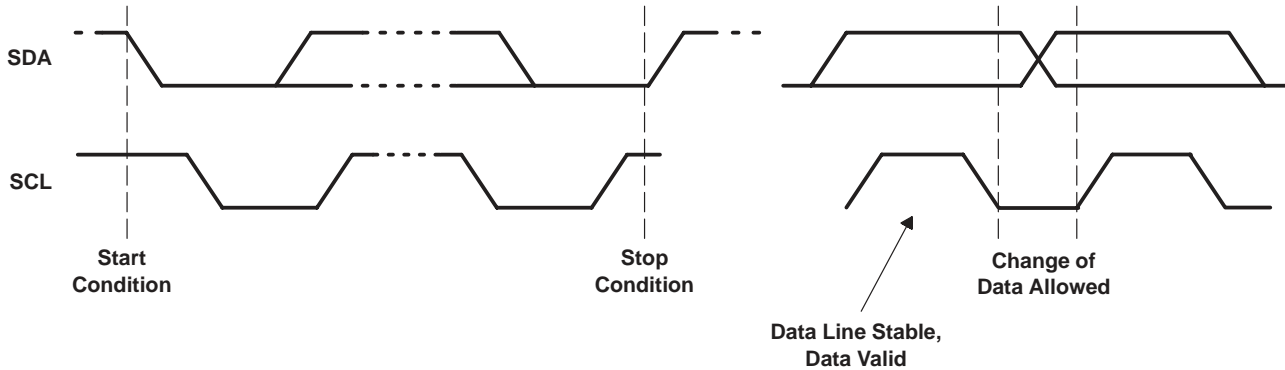 SDA
SCL
Start
Condition
Stop
Condition
Change of
Data Allowed
Data Line Stable,
Data Valid